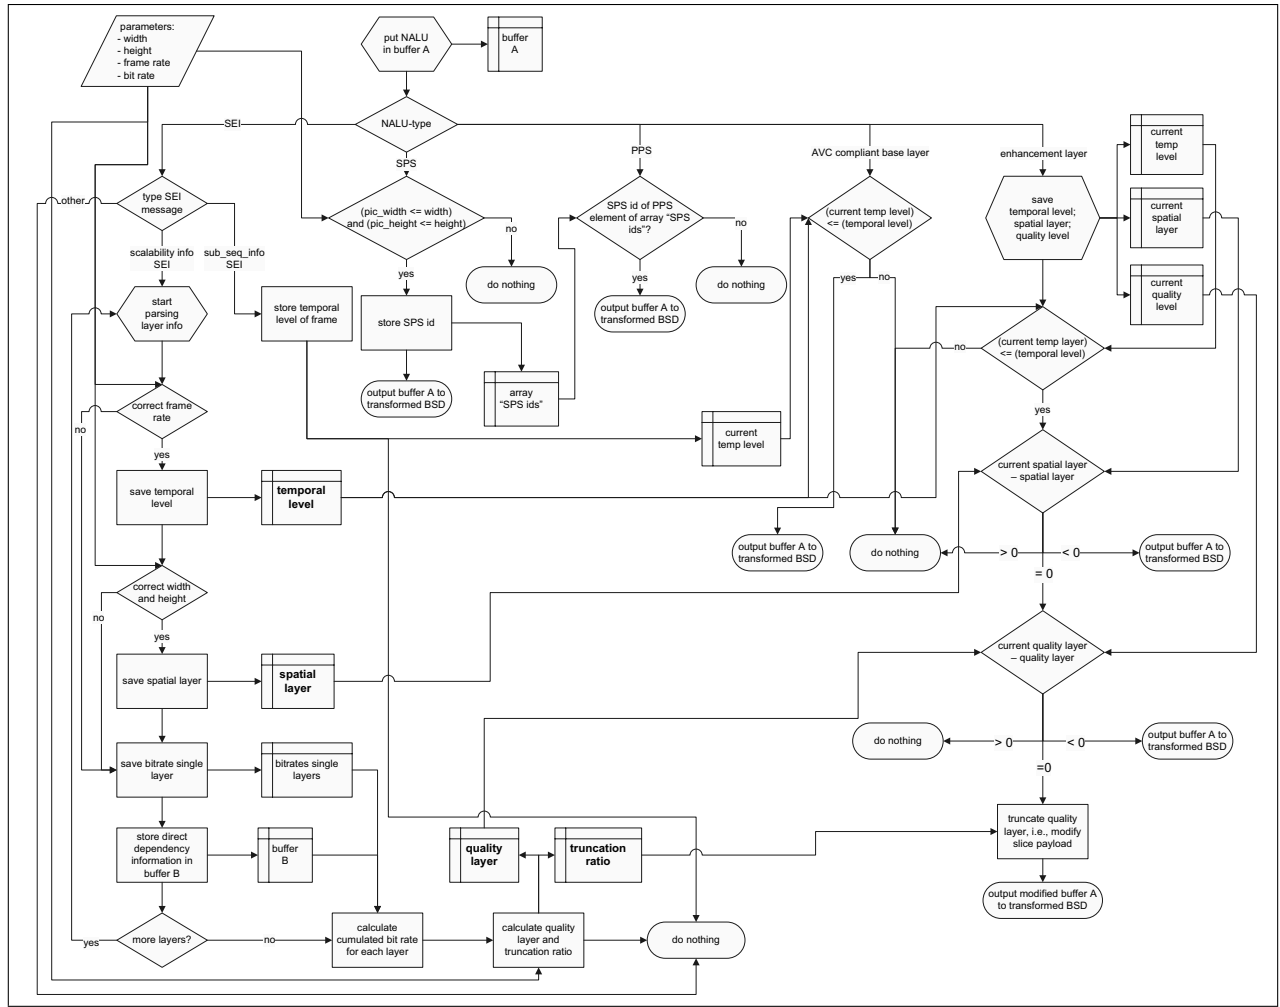 parameters:
- width
- height
- frame rate
- bit rate
put NALU
in buffer A
buffer
A
SEI
NALU-type
SPS
PPS
AVC compliant base layer
enhancement layer
current
temp
level
current
spatial
layer
current
quality
level
other
type SEI
message
(pic_width <= width)
and (pic_height <= height)
no
do nothing
SPS id of PPS
element of array “SPS
ids”?
no
do nothing
(current temp level)
<= (temporal level)
yes
no
save
temporal level;
spatial layer;
quality level
scalability info
SEI
sub_seq_info
SEI
yes
yes
output buffer A to
transformed BSD
start
parsing
layer info
store temporal
level of frame
store SPS id
(current temp layer)
<= (temporal level)
no
yes
output buffer A to
transformed BSD
array
“SPS ids”
correct frame
rate
no
yes
current
temp level
current spatial layer
– spatial layer
save temporal
level
temporal
level
output buffer A to
transformed BSD
do nothing
> 0
< 0
= 0
output buffer A to
transformed BSD
correct width
and height
no
yes
current quality layer
– quality layer
save spatial layer
spatial
layer
do nothing
> 0
< 0
=0
output buffer A to
transformed BSD
save bitrate single
layer
bitrates single
layers
store direct
dependency
information in
buffer B
buffer
B
quality
layer
truncation
ratio
truncate quality
layer, i.e., modify
slice payload
output modified buffer A
to transformed BSD
yes
more layers?
no
calculate
cumulated bit rate
for each layer
calculate quality
layer and
truncation ratio
do nothing